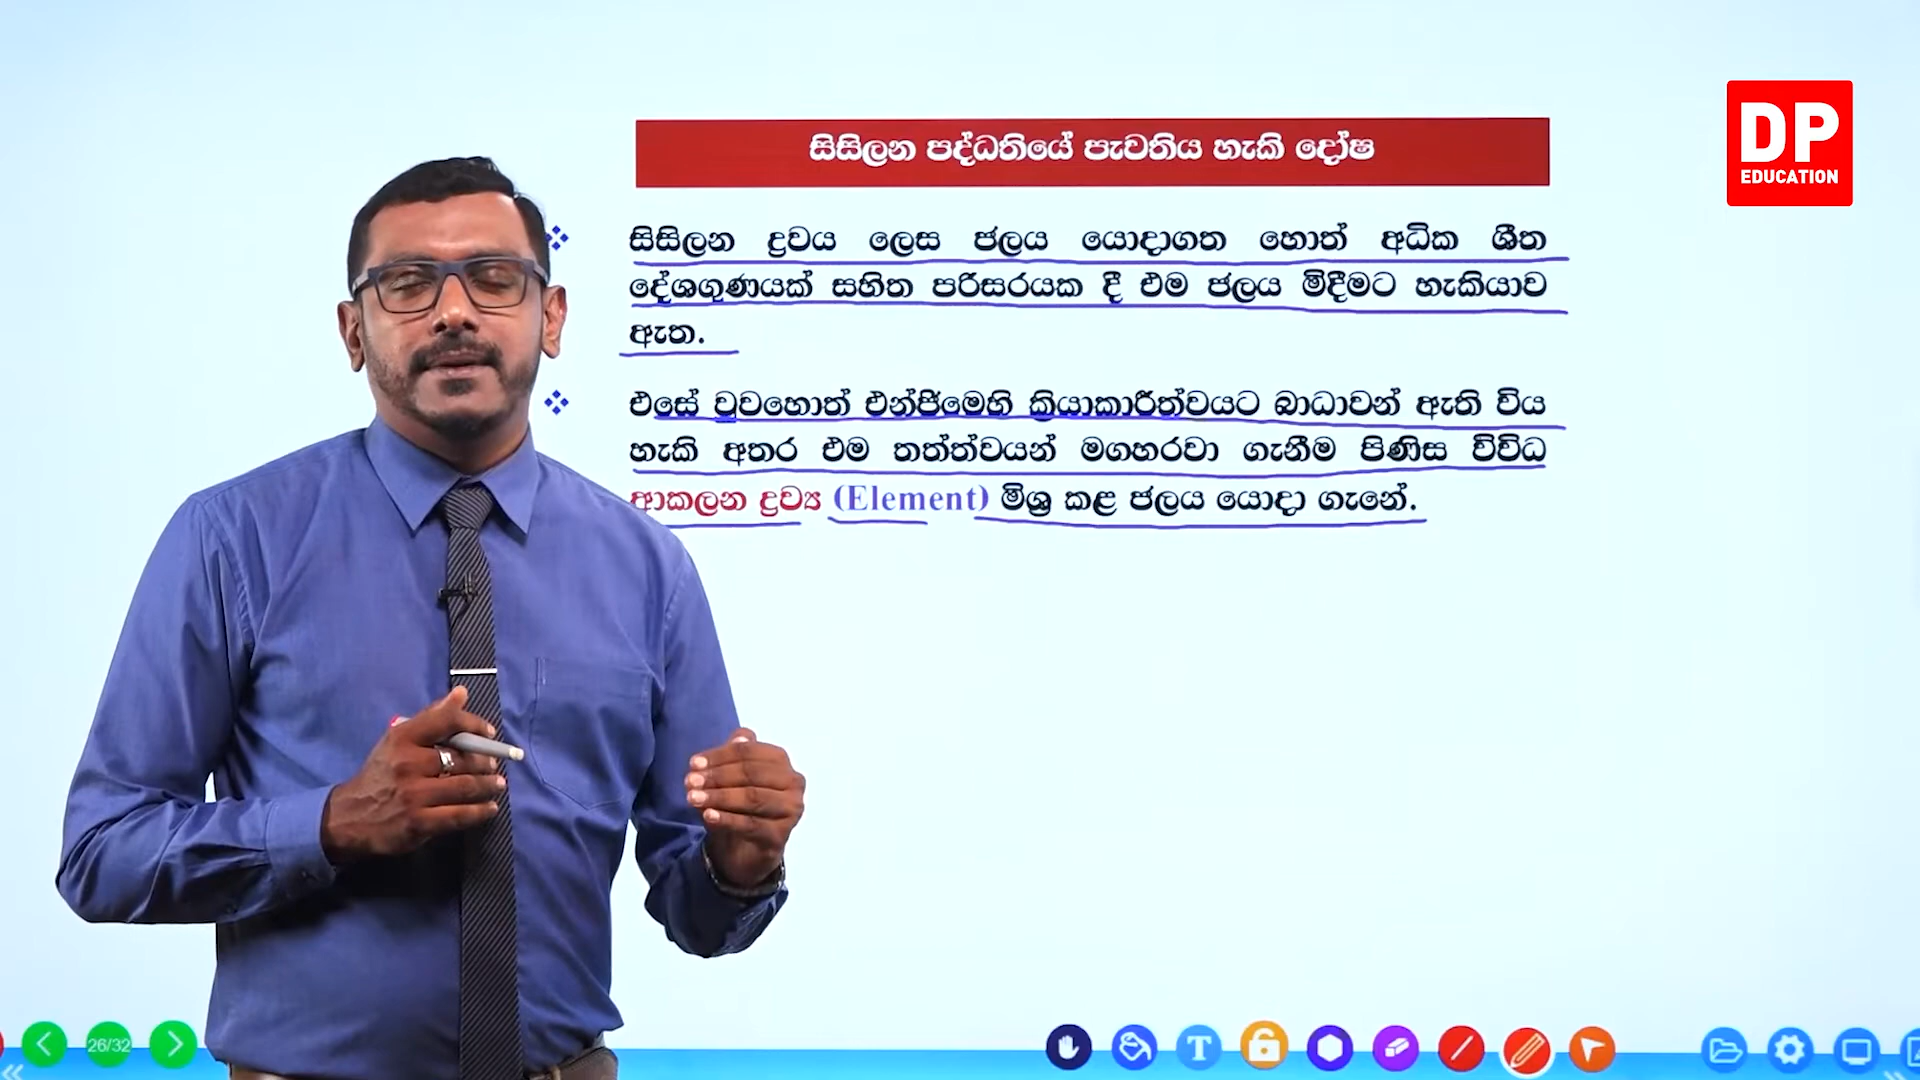 සිසිලන පද්ධතියේ පැවතිය හැකි දෝෂ
DP
EDUCATION
සිසිලන ද්‍රවය ලෙස ජලය යොදාගත හොත් අධික ශීත
දේශගුණයක් සහිත පරිසරයක දී එම ජලය මිදීමට හැකියාව
ඇත.
එසේ වුවහොත් එන්ජිමෙහි ක්‍රියාකාරීත්වයට බාධාවන් ඇති විය
හැකි අතර එම තත්ත්වයන් මගහරවා ගැනීම පිණිස විවිධ
ආකලන ද්‍රව්‍ය (Element) මිශ්‍ර කළ ජලය යොදා ගැනේ.
26/32
T